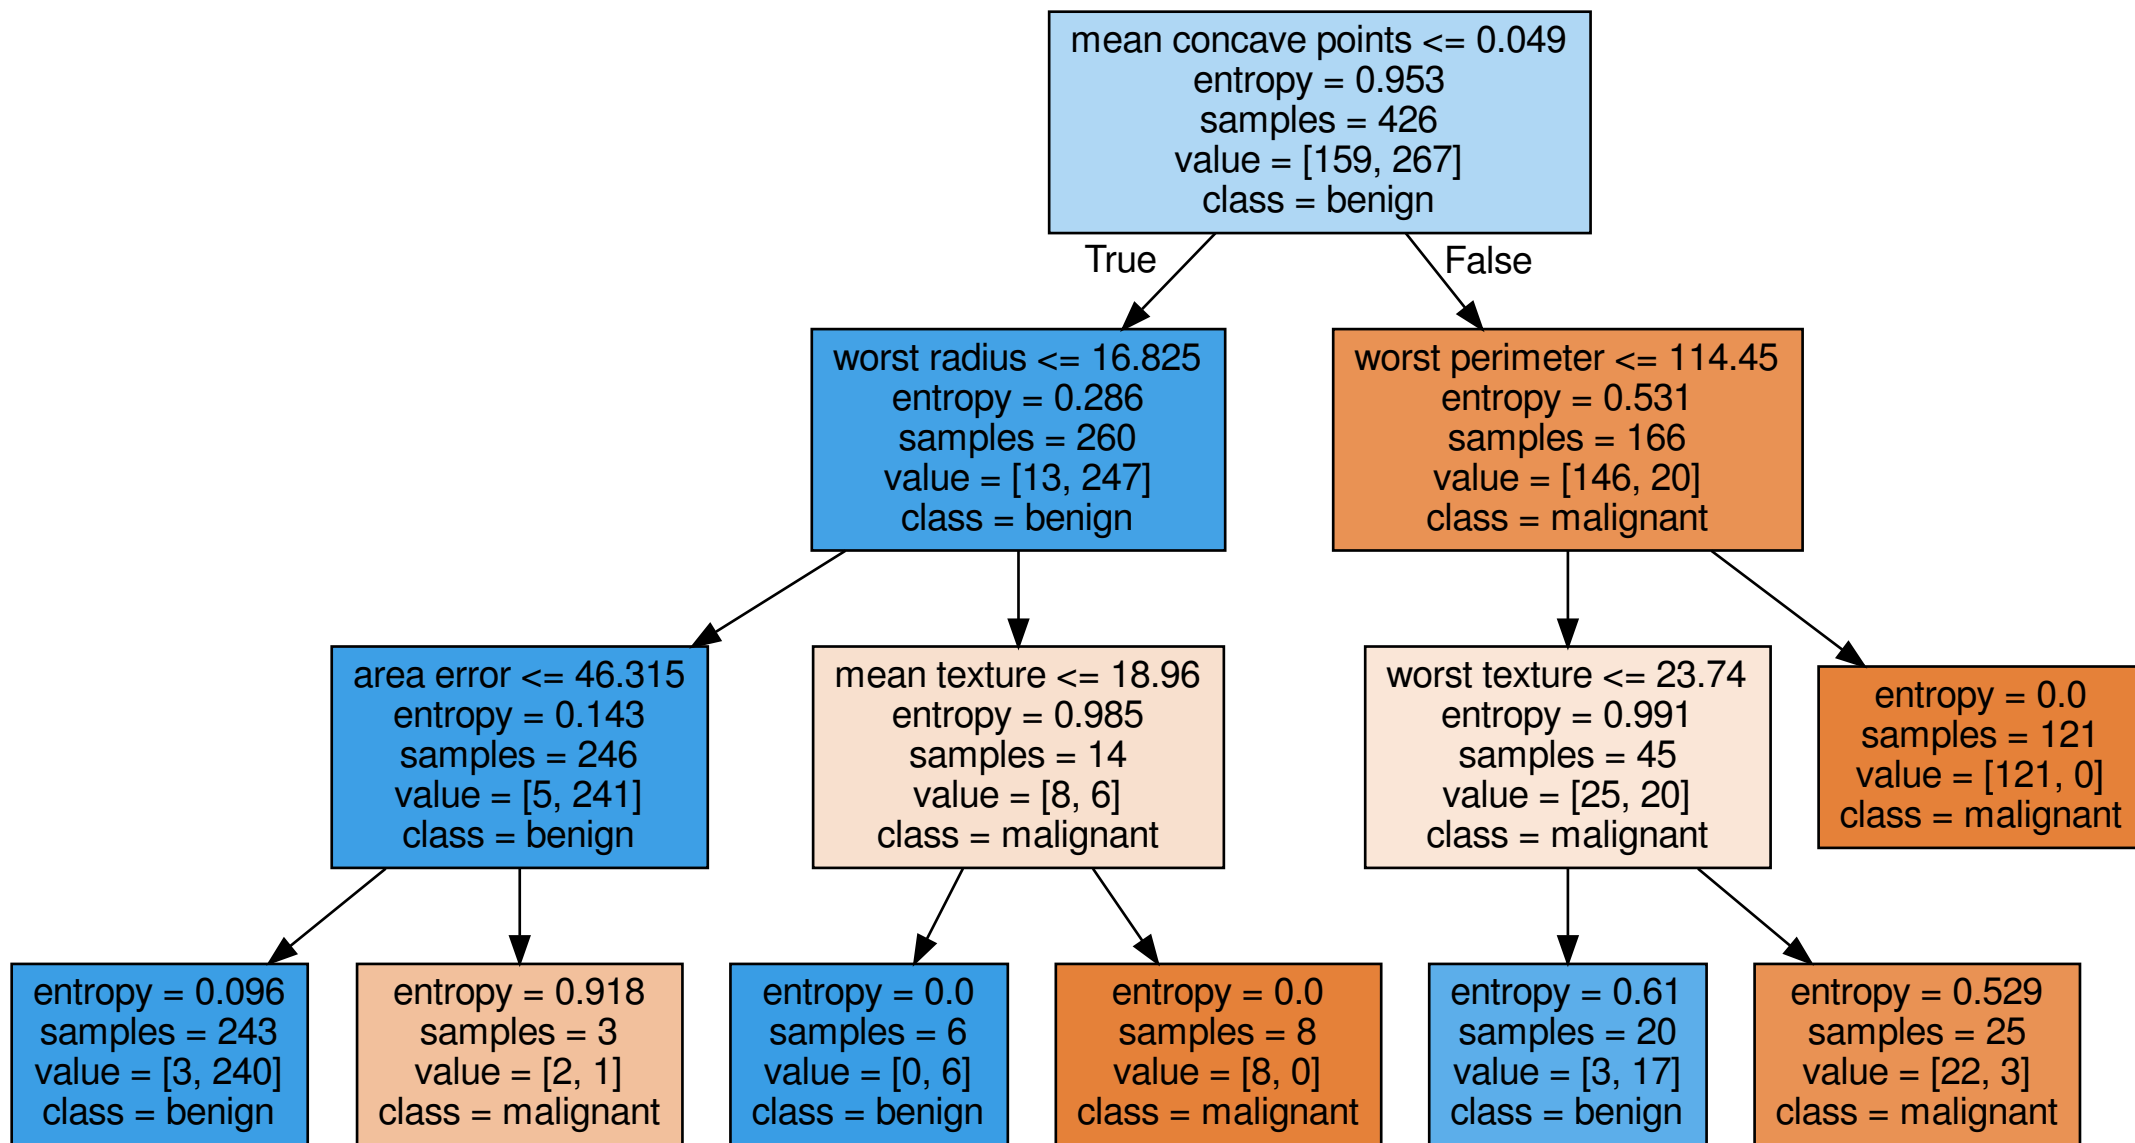 mean concave points <= 0.049
entropy = 0.953
samples = 426
value = [159, 267]
class = benign
True
False
worst radius <= 16.825
entropy = 0.286
samples = 260
value = [13, 247]
class = benign
worst perimeter <= 114.45
entropy = 0.531
samples = 166
value = [146, 20]
class = malignant
area error <= 46.315
entropy = 0.143
samples = 246
value = [5, 241]
class = benign
mean texture <= 18.96
entropy = 0.985
samples = 14
value = [8, 6]
class = malignant
worst texture <= 23.74
entropy = 0.991
samples = 45
value = [25, 20]
class = malignant
entropy = 0.0
samples = 121
value = [121, 0]
class = malignant
entropy = 0.096
samples = 243
value = [3, 240]
class = benign
entropy = 0.918
samples = 3
value = [2, 1]
class = malignant
entropy = 0.0
samples = 6
value = [0, 6]
class = benign
entropy = 0.0
samples = 8
value = [8, 0]
class = malignant
entropy = 0.61
samples = 20
value = [3, 17]
class = benign
entropy = 0.529
samples = 25
value = [22, 3]
class = malignant